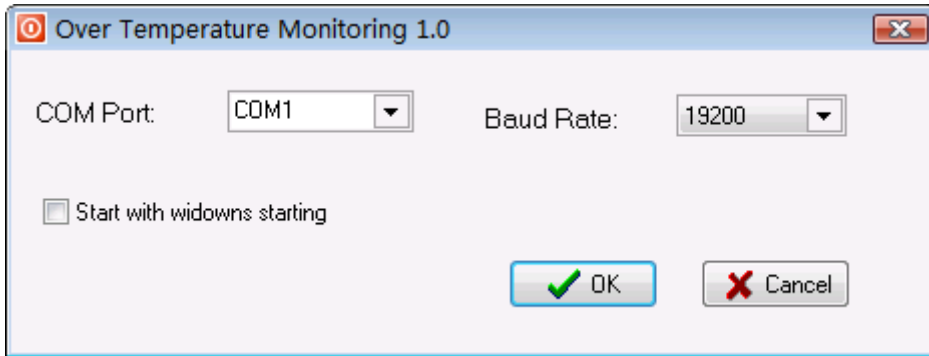 Over Temperature Monitoring 1.0
COM Port: COM1 Baud Rate: 19200
Start with widowns starting
OK Cancel